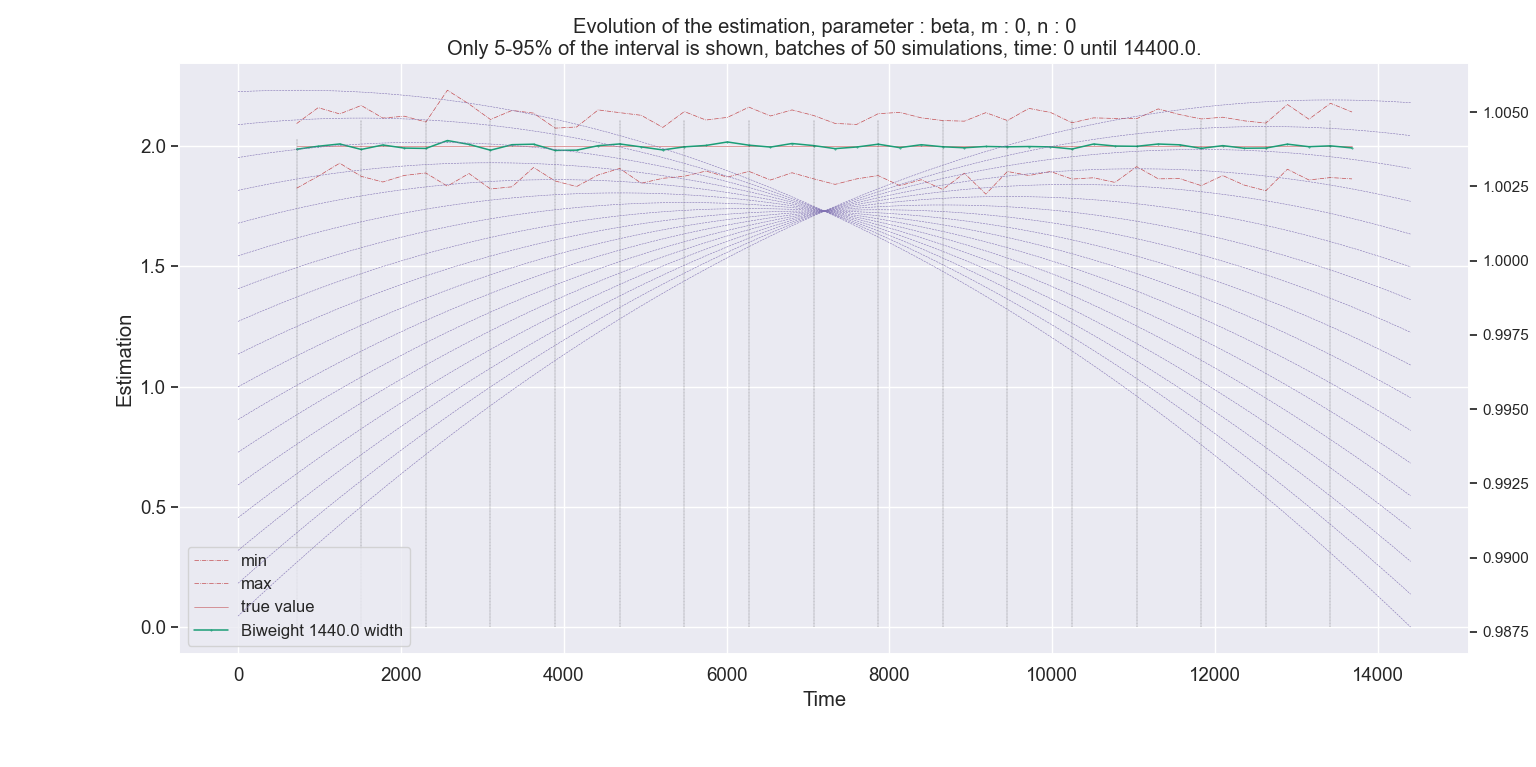 Evolution of the estimation, parameter : beta, m : 0, n : 0
Only 5-95% of the interval is shown, batches of 50 simulations, time: 0 until 14400.0.
Estimation
2.0
1.5
1.0
0.5
0.0
1.0050
1.0025
1.0000
0.9975
0.9950
0.9925
0.9900
0.9875
min
max
true value
Biweight 1440.0 width
0 2000 4000 6000 8000 10000 12000 14000
Time